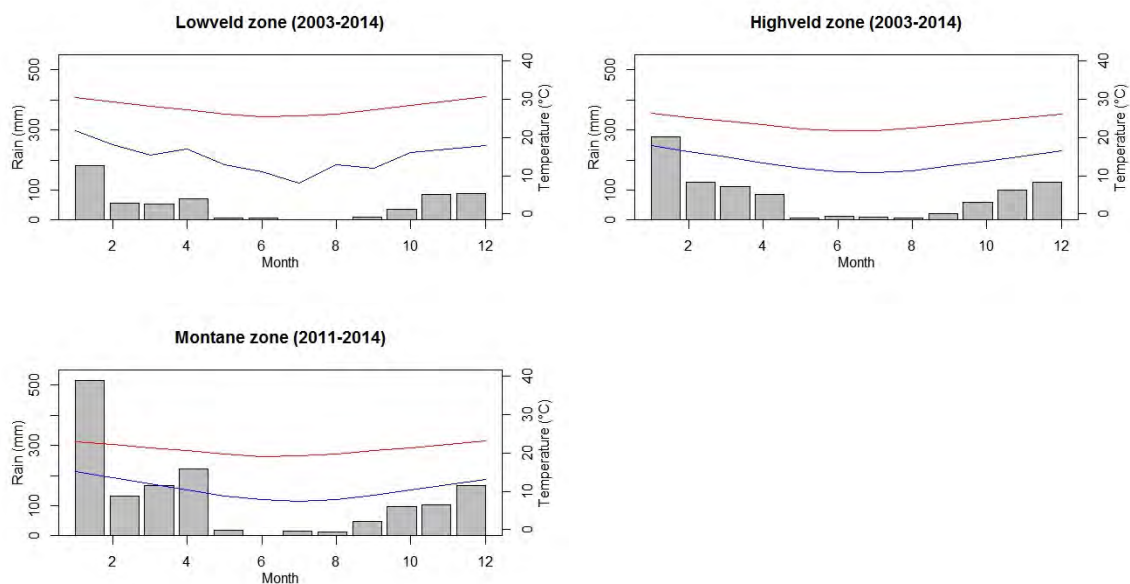 Lowveld zone (2003-2014)
Rain (mm)
0 100 300 500
Temperature (°C)
0 10 20 30 40
2 4 6 8 10 12
Month
Highveld zone (2003-2014)
Rain (mm)
0 100 300 500
Temperature (°C)
0 10 20 30 40
2 4 6 8 10 12
Month
Montane zone (2011-2014)
Rain (mm)
0 100 300 500
Temperature (°C)
0 10 20 30 40
2 4 6 8 10 12
Month